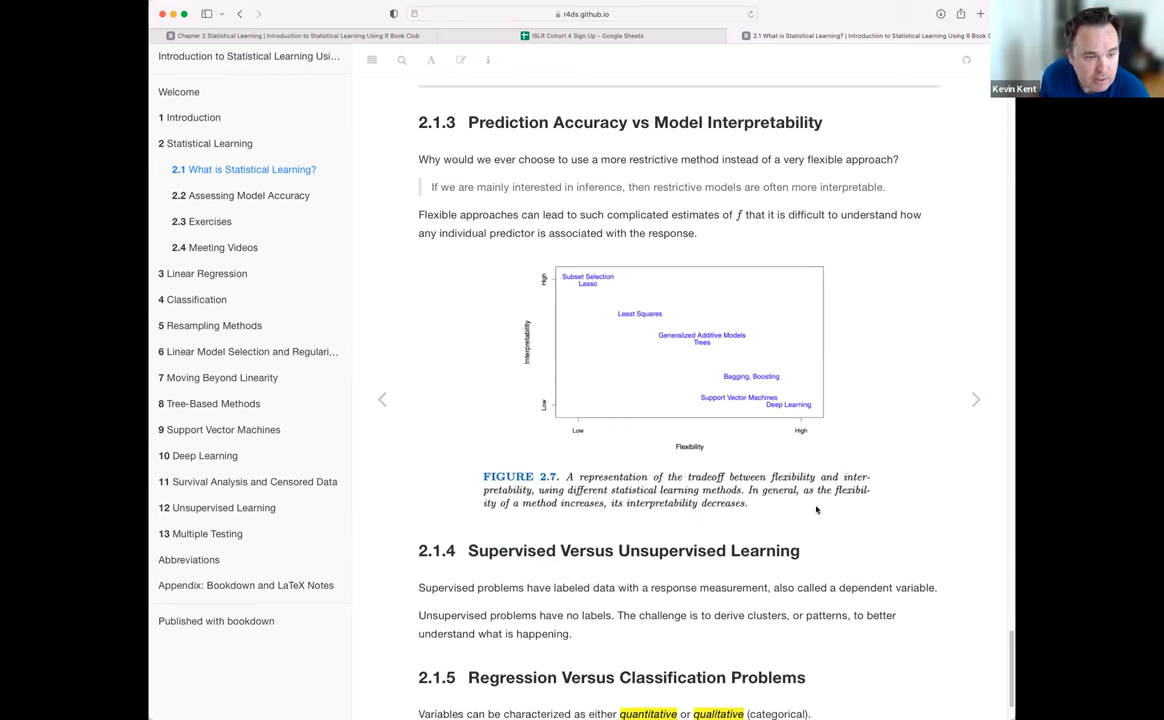 r4ds.github.io
Chapter 2 Statistical Learning | Introduction to Statistical Learning Using R Book Club
ISLR Cohort 4 Sign Up - Google Sheets
2.1 What is Statistical Learning? | Introduction to Statistical Learning Using R Book C
Kevin Kent
Introduction to Statistical Learning Usi...
Welcome
1 Introduction
2 Statistical Learning
2.1 What is Statistical Learning?
2.2 Assessing Model Accuracy
2.3 Exercises
2.4 Meeting Videos
3 Linear Regression
4 Classification
5 Resampling Methods
6 Linear Model Selection and Regulari...
7 Moving Beyond Linearity
8 Tree-Based Methods
9 Support Vector Machines
10 Deep Learning
11 Survival Analysis and Censored Data
12 Unsupervised Learning
13 Multiple Testing
Abbreviations
Appendix: Bookdown and LaTeX Notes
Published with bookdown
2.1.3 Prediction Accuracy vs Model Interpretability
Why would we ever choose to use a more restrictive method instead of a very flexible approach?
If we are mainly interested in inference, then restrictive models are often more interpretable.
Flexible approaches can lead to such complicated estimates of f that it is difficult to understand how
any individual predictor is associated with the response.
High
Subset Selection
Lasso
Least Squares
Interpretability
Generalized Additive Models
Trees
Bagging, Boosting
Support Vector Machines
Low
Deep Learning
Low
High
Flexibility
FIGURE 2.7. A representation of the tradeoff between flexibility and inter-
pretability, using different statistical learning methods. In general, as the flexibil-
ity of a method increases, its interpretability decreases.
2.1.4 Supervised Versus Unsupervised Learning
Supervised problems have labeled data with a response measurement, also called a dependent variable.
Unsupervised problems have no labels. The challenge is to derive clusters, or patterns, to better
understand what is happening.
2.1.5 Regression Versus Classification Problems
Variables can be characterized as either quantitative or qualitative (categorical).